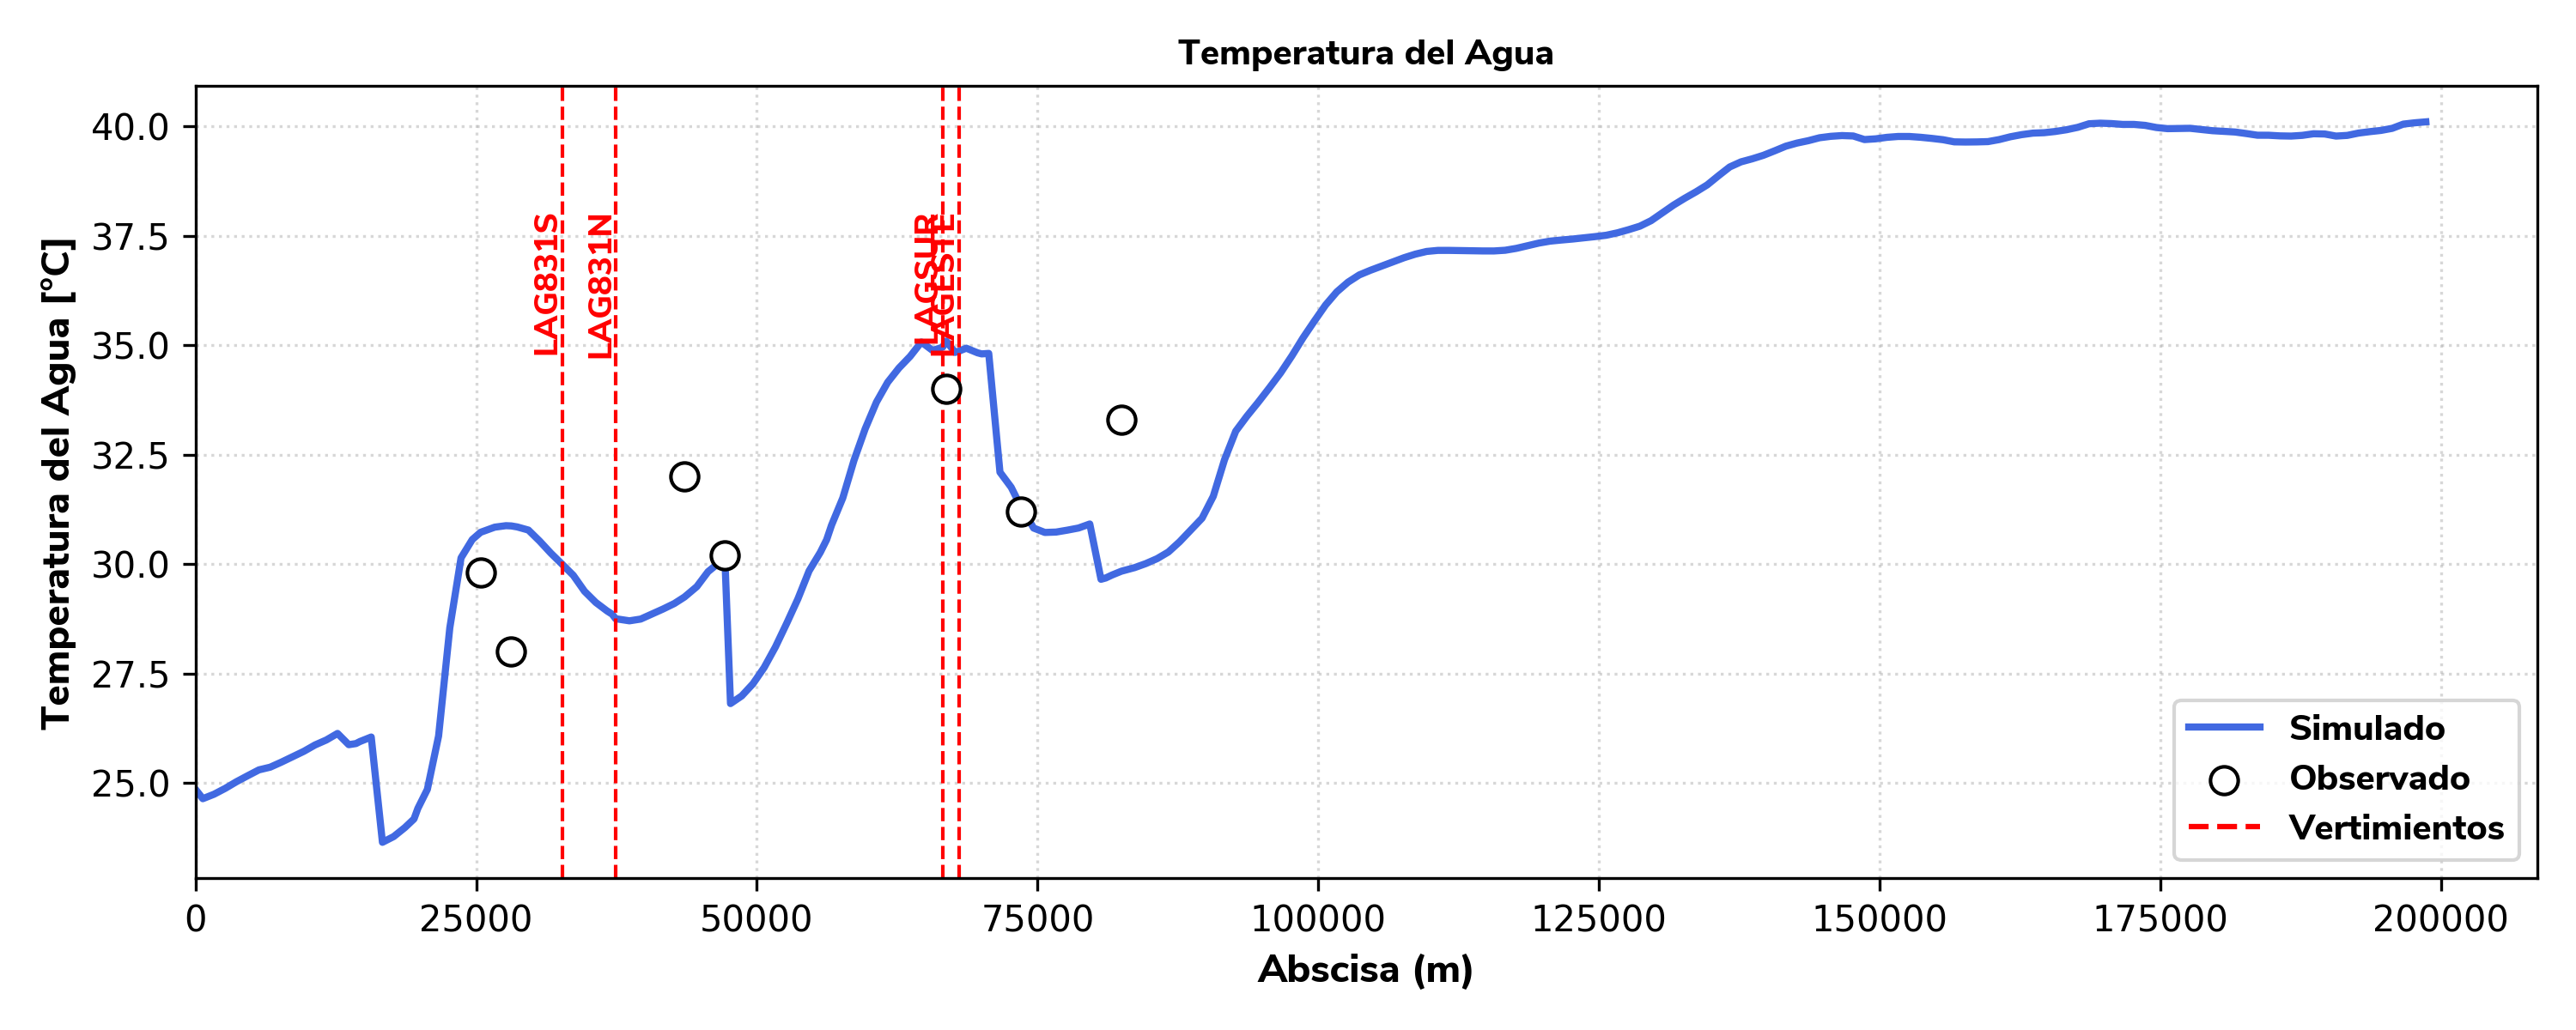 Temperatura del Agua
Temperatura del Agua [°C]
40.0
37.5
35.0
32.5
30.0
27.5
25.0
LAG831S
LAG831N
LAGSUR
LAGESTE
Simulado
Observado
Vertimientos
0 25000 50000 75000 100000 125000 150000 175000 200000
Abscisa (m)